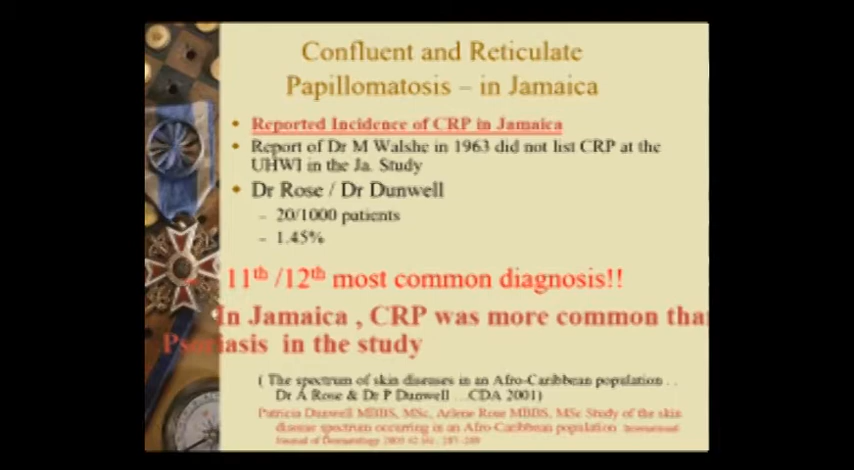 Confluent and Reticulate
Papillomatosis – in Jamaica
Reported Incidence of CRP in Jamaica
Report of Dr M Walshe in 1963 did not list CRP at the
UHWI in the Ja. Study
Dr Rose / Dr Dunwell
– 20/1000 patients
– 1.45%
11th /12th most common diagnosis!!
In Jamaica , CRP was more common tha
Psoriasis in the study
( The spectrum of skin diseases in an Afro-Caribbean population . .
Dr A Rose & Dr P Dunwell ...CDA 2001)
Patricia Dunwell MBBS, MSc, Arlene Rose MBBS, MSc Study of the skin
disease spectrum occurring in an Afro-Caribbean population. International
Journal of Dermatology 2003